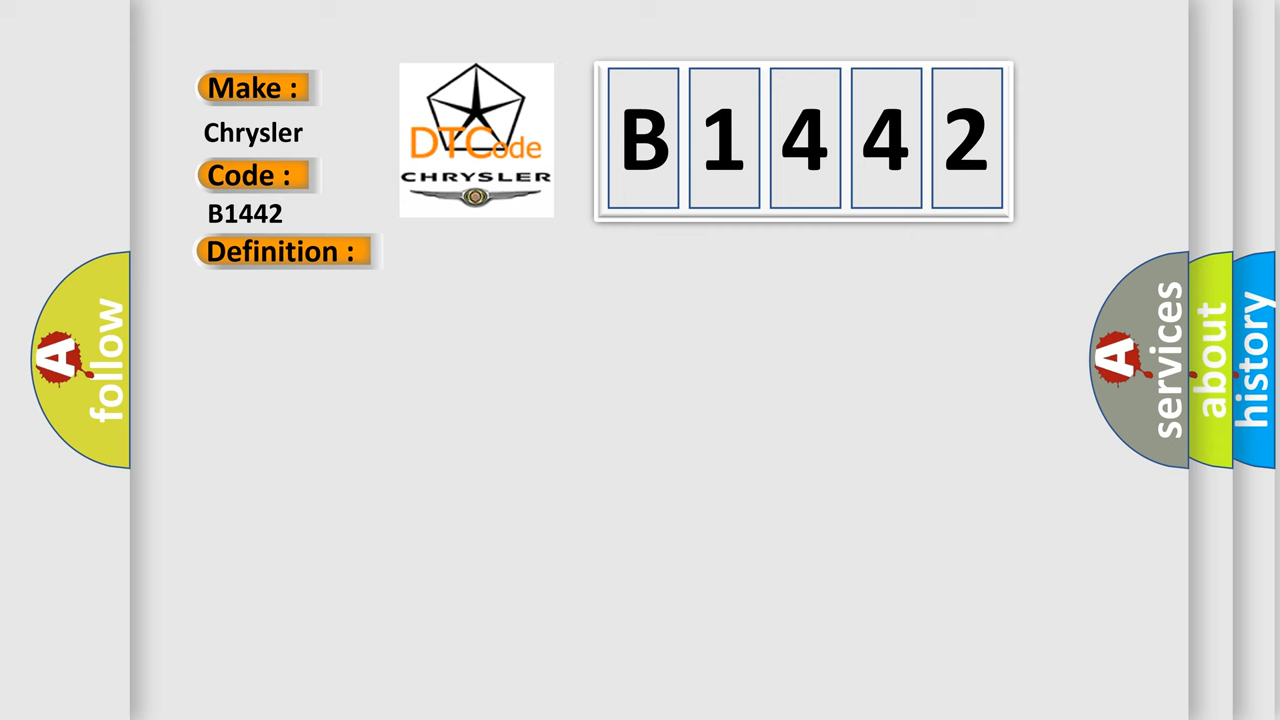 Make :
Chrysler
Code :
B1442
Definition :
DTCode
CHRYSLER
B 1 4 4 2
A follow
A services
about
history